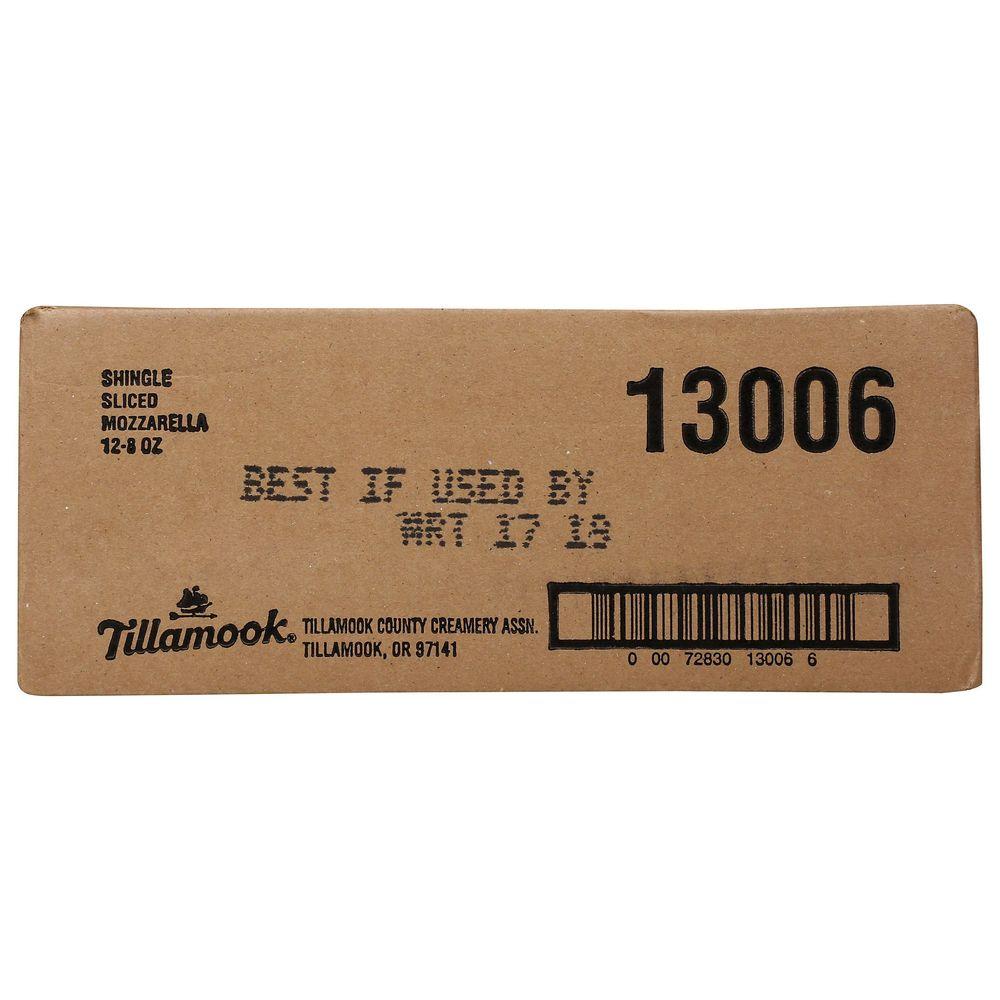 SHINGLE
SLICED
MOZZARELLA
12-8 OZ
13006
BEST IF USED BY
17 18
Tillamook®
TILLAMOOK COUNTY CREAMERY ASSN.
TILLAMOOK, OR 97141
0 00 72830 13006 6